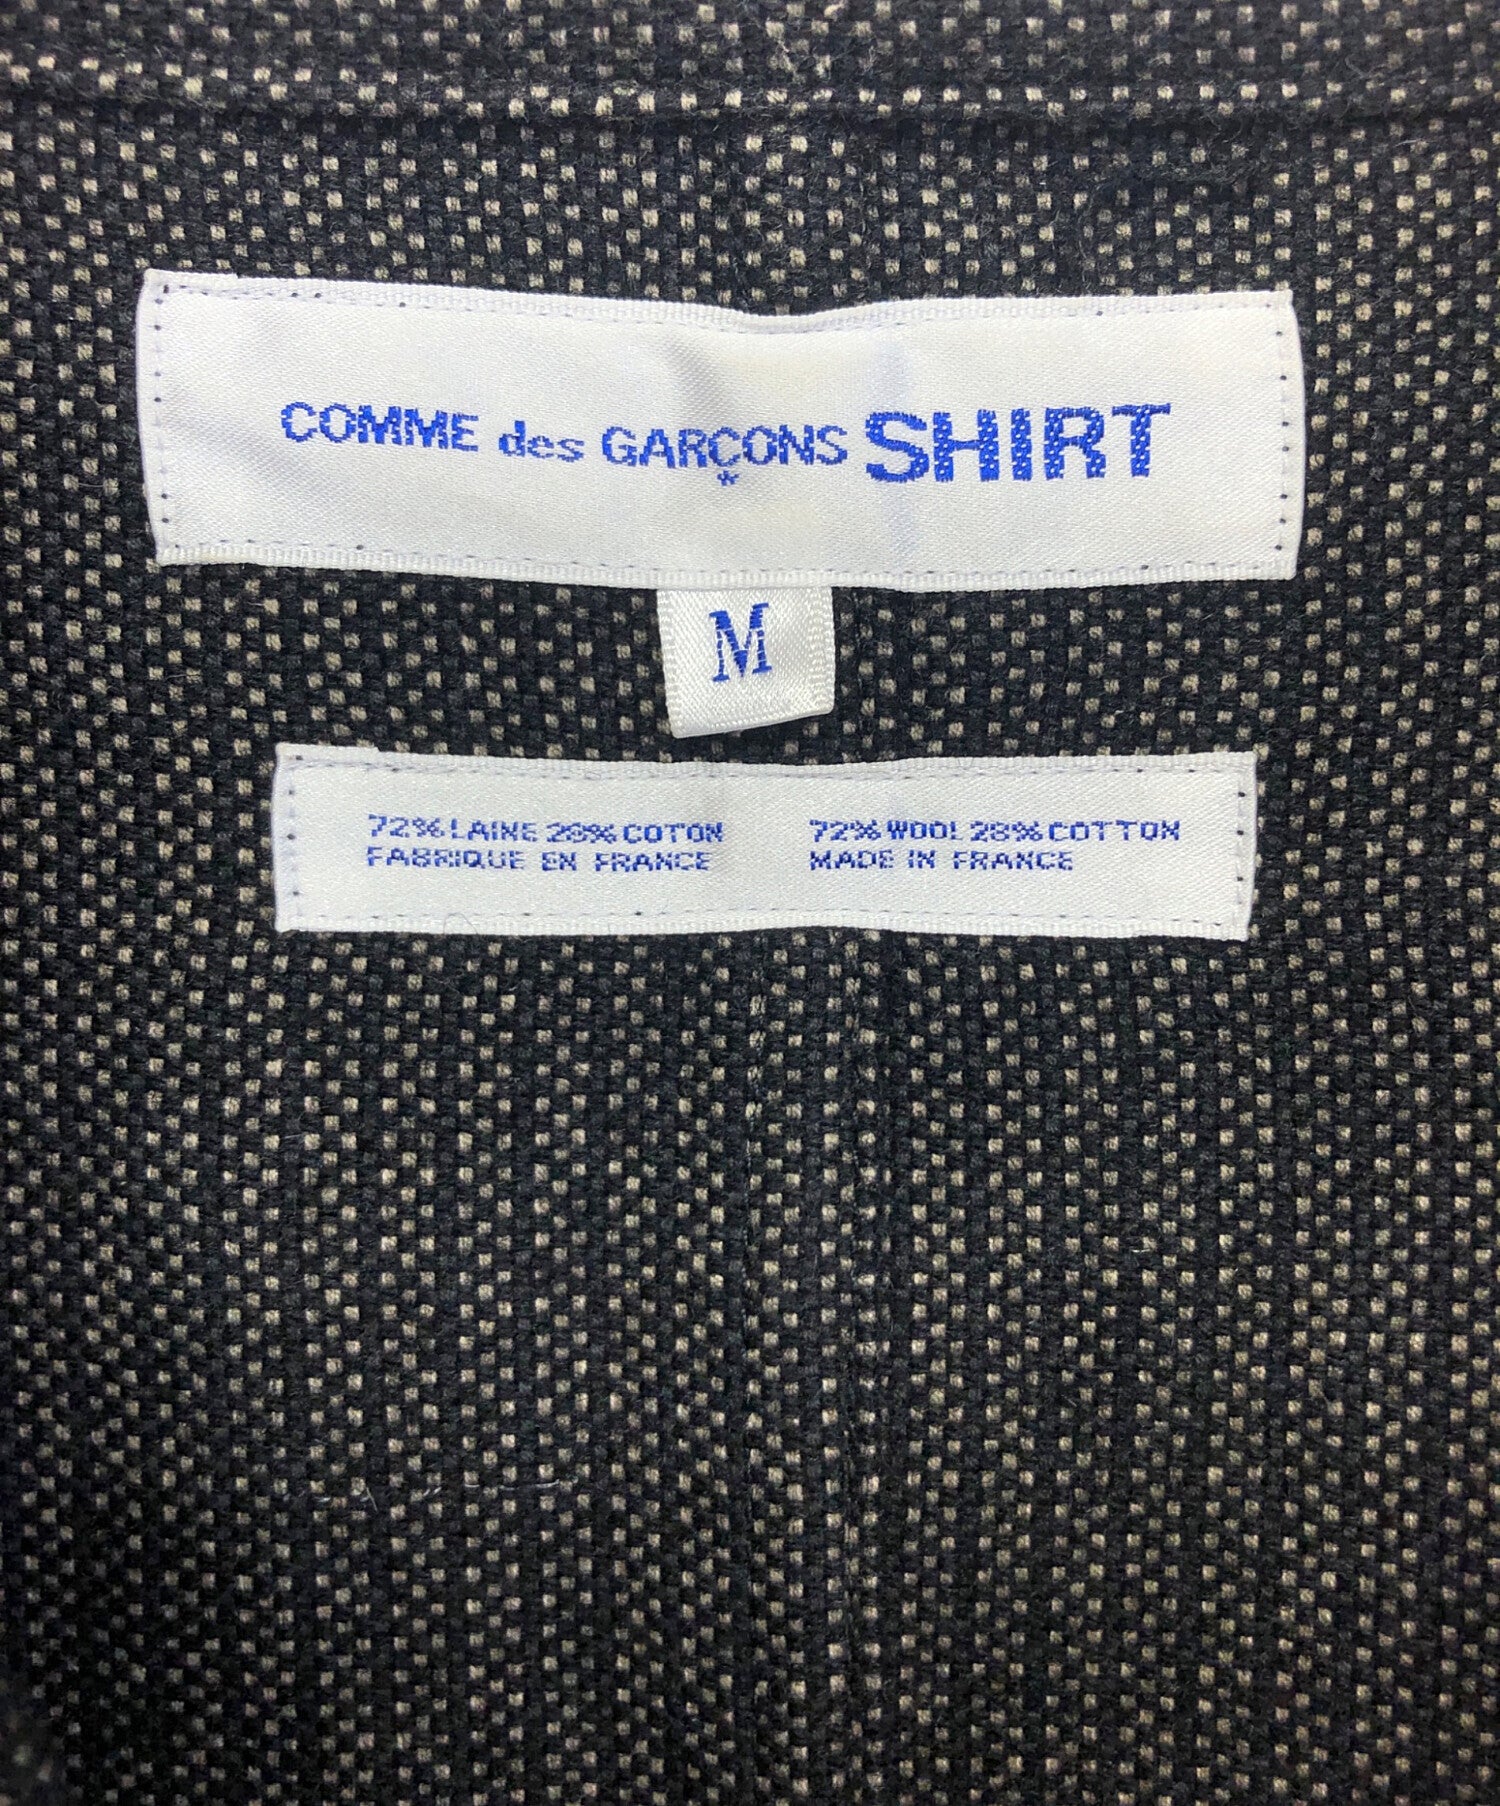 COMME des GARÇONS SHIRT
*
M
72% LAINE 28% COTON
FABRIQUE EN FRANCE
72% WOOL 28% COTTON
MADE IN FRANCE